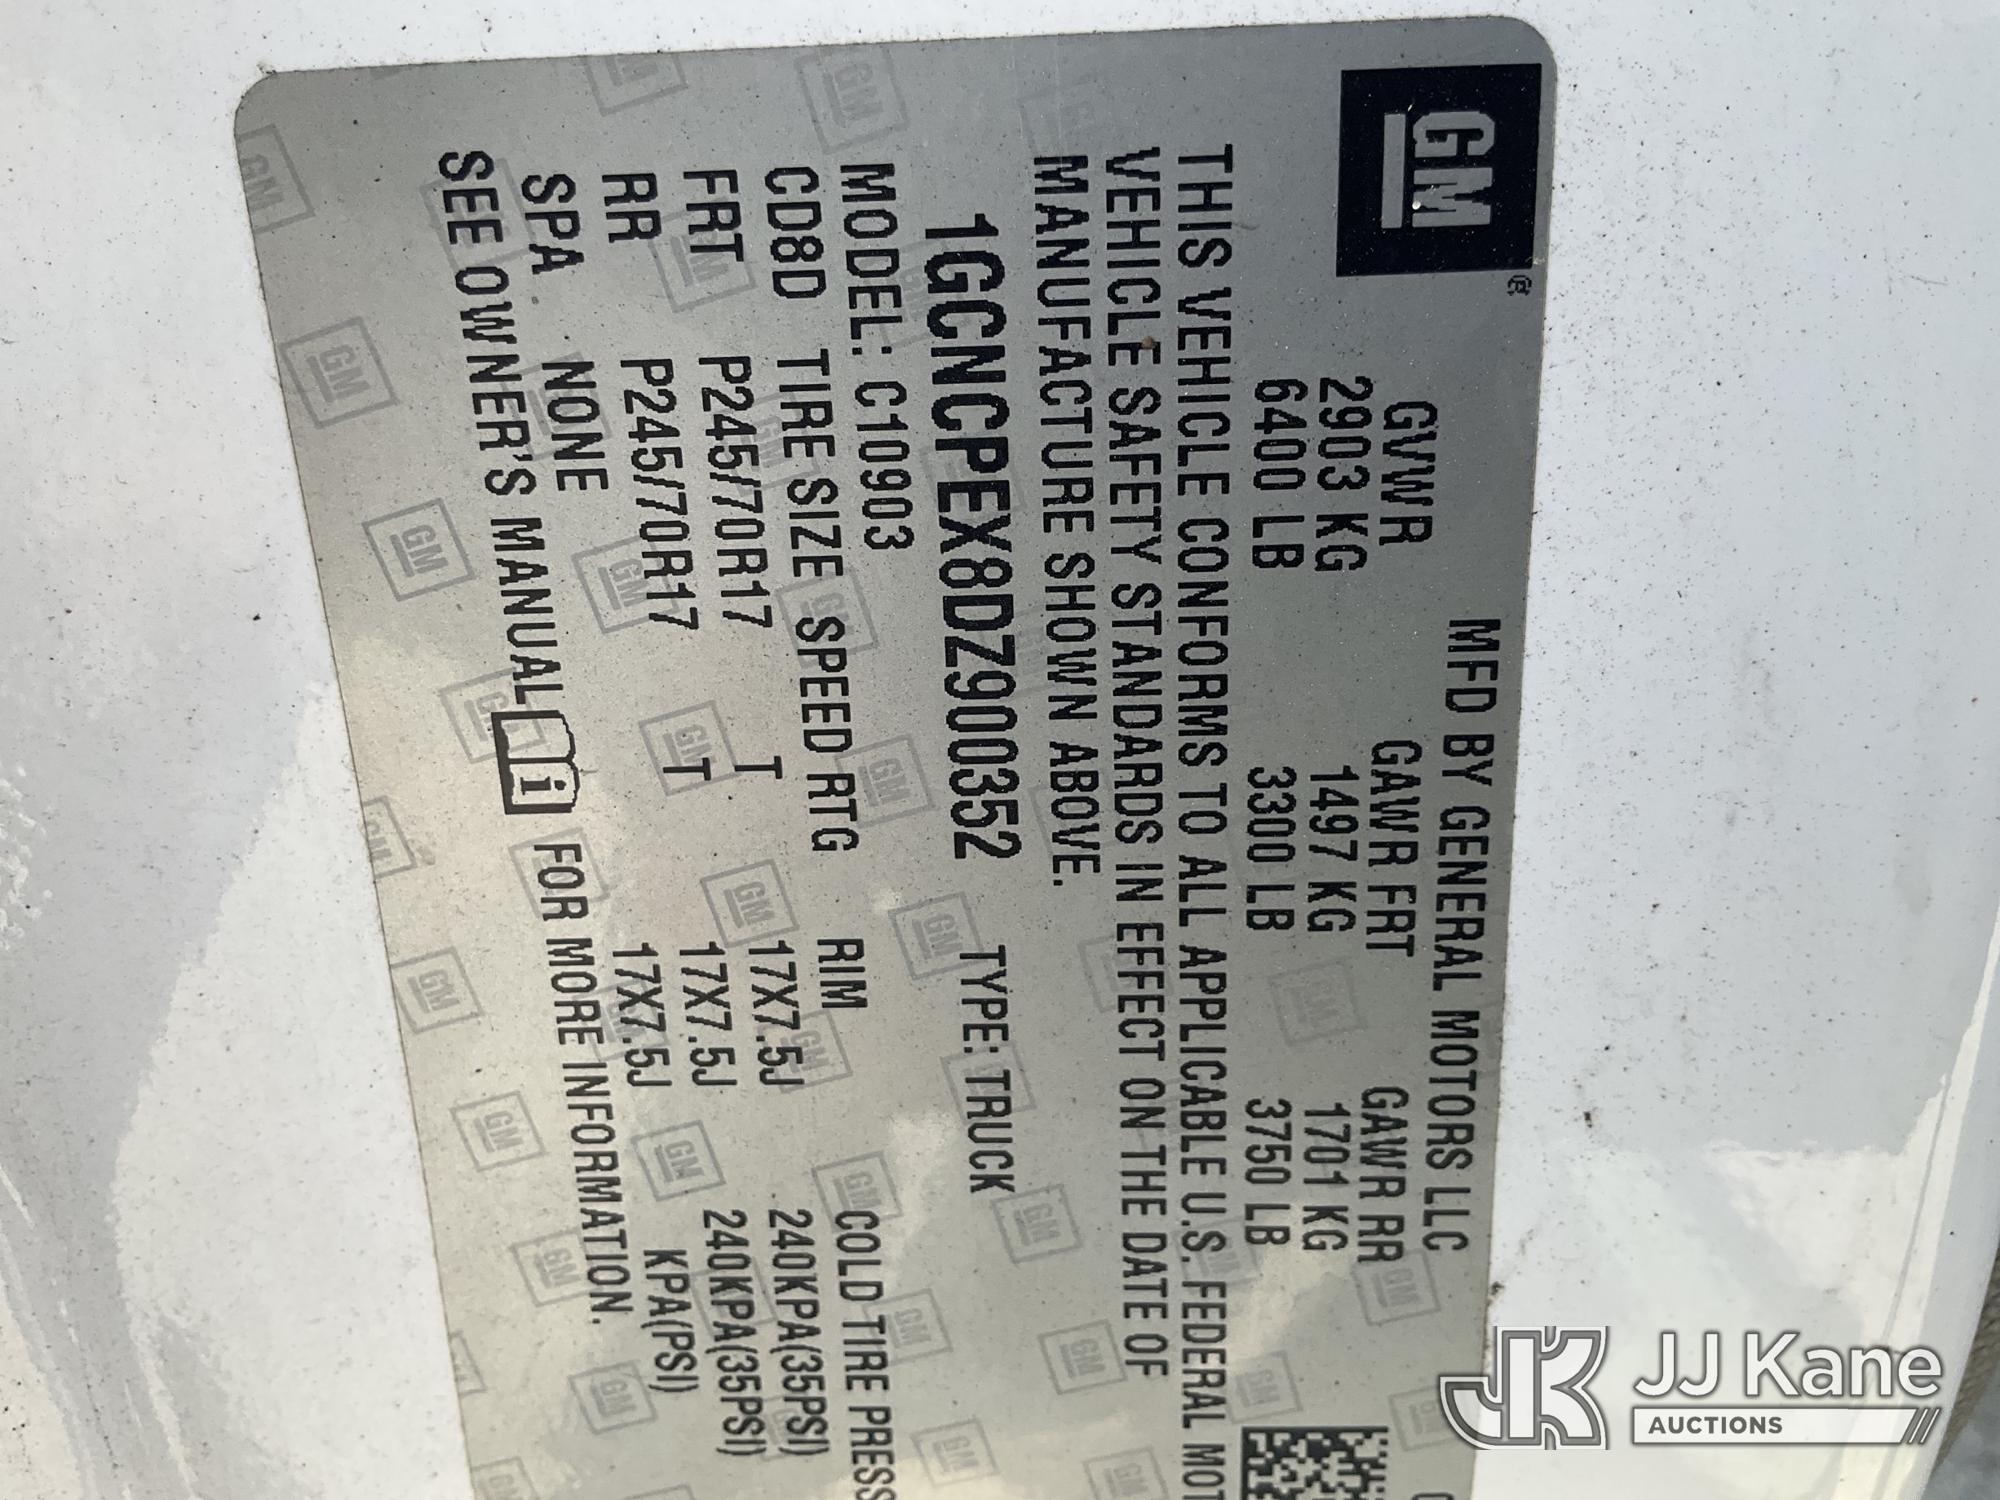 GM
®
MFD BY GENERAL MOTORS LLC
GVWR GAWR FRT GAWR RR
2903 KG 1497 KG 1701 KG
6400 LB 3300 LB 3750 LB
THIS VEHICLE CONFORMS TO ALL APPLICABLE U.S. FEDERAL MOT
VEHICLE SAFETY STANDARDS IN EFFECT ON THE DATE OF
MANUFACTURE SHOWN ABOVE.
1GCNCPEX8DZ900352 TYPE: TRUCK
MODEL: C10903
CD8D TIRE SIZE SPEED RTG RIM COLD TIRE PRESS
FRT P245/70R17 T 17X7.5J 240KPA(35PSI)
RR P245/70R17 T 17X7.5J 240KPA(35PSI)
SPA NONE 17X7.5J KPA(PSI)
SEE OWNER'S MANUAL i FOR MORE INFORMATION.
JK JJ Kane
AUCTIONS